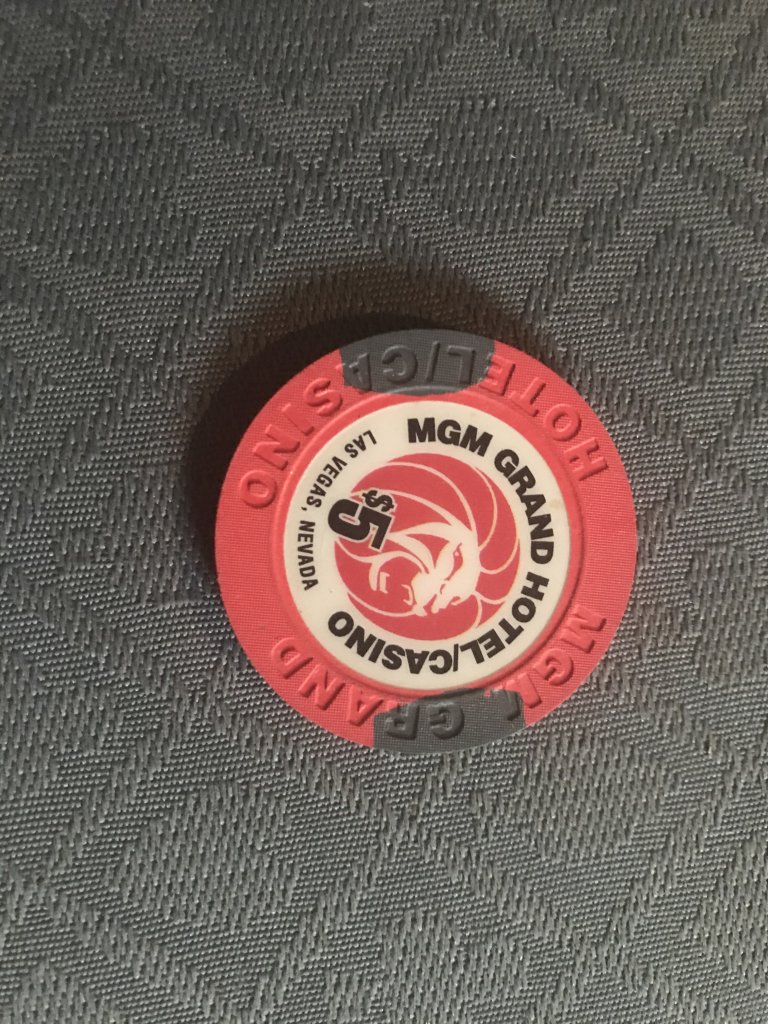 MGM GRAND HOTEL/CASINO
$5
LAS VEGAS, NEVADA
MGM GRAND
HOTEL/CASINO